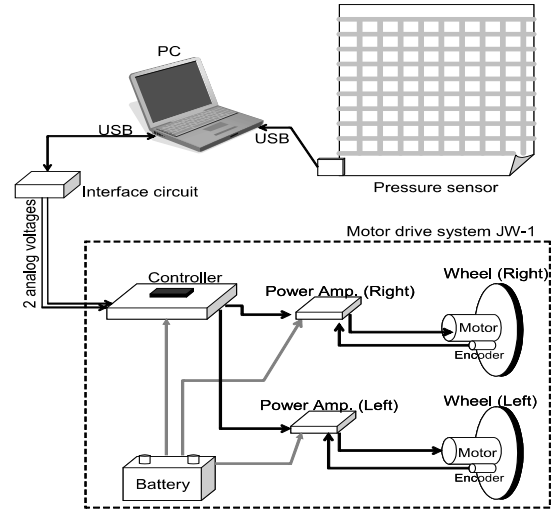 PC
USB
USB
Interface circuit
Pressure sensor
2 analog voltages
Motor drive system JW-1
Controller
Power Amp. (Right)
Wheel (Right)
Motor
Encoder
Power Amp. (Left)
Wheel (Left)
Motor
Encoder
Battery